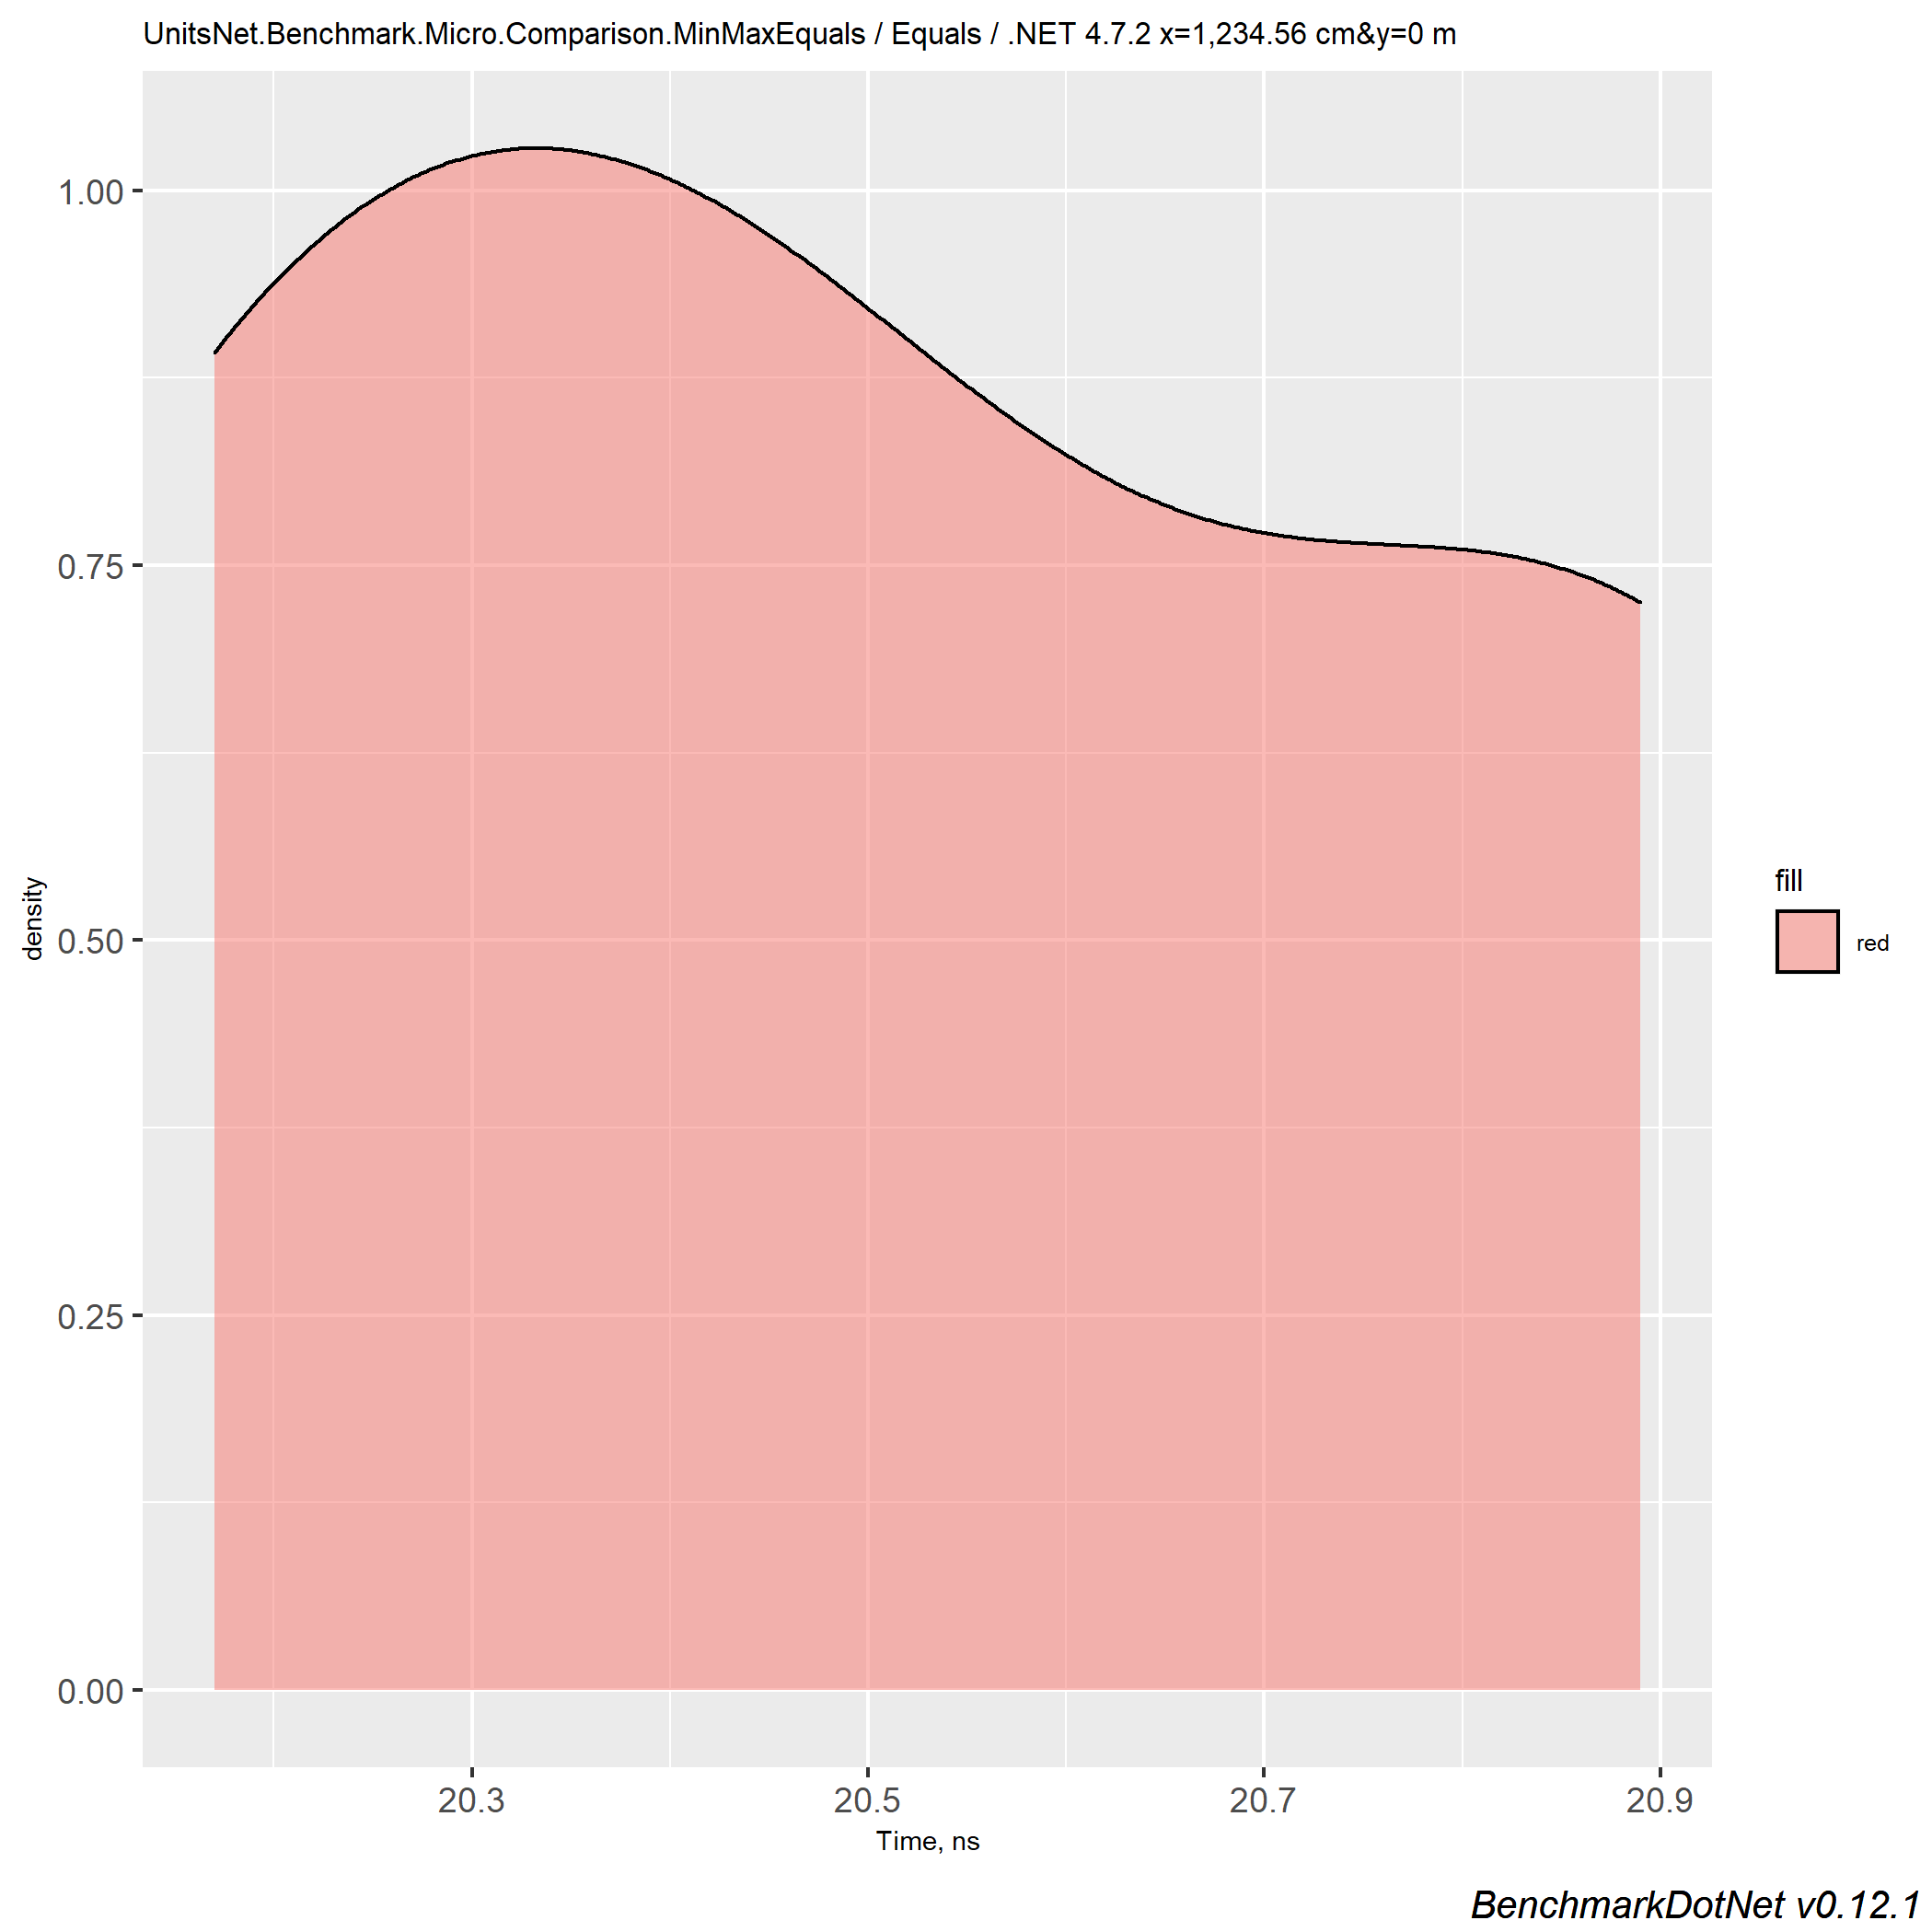 UnitsNet.Benchmark.Micro.Comparison.MinMaxEquals / Equals / .NET 4.7.2 x=1,234.56 cm&y=0 m
1.00
0.75
0.50
0.25
0.00
density
20.3 20.5 20.7 20.9
Time, ns
fill
red
BenchmarkDotNet v0.12.1